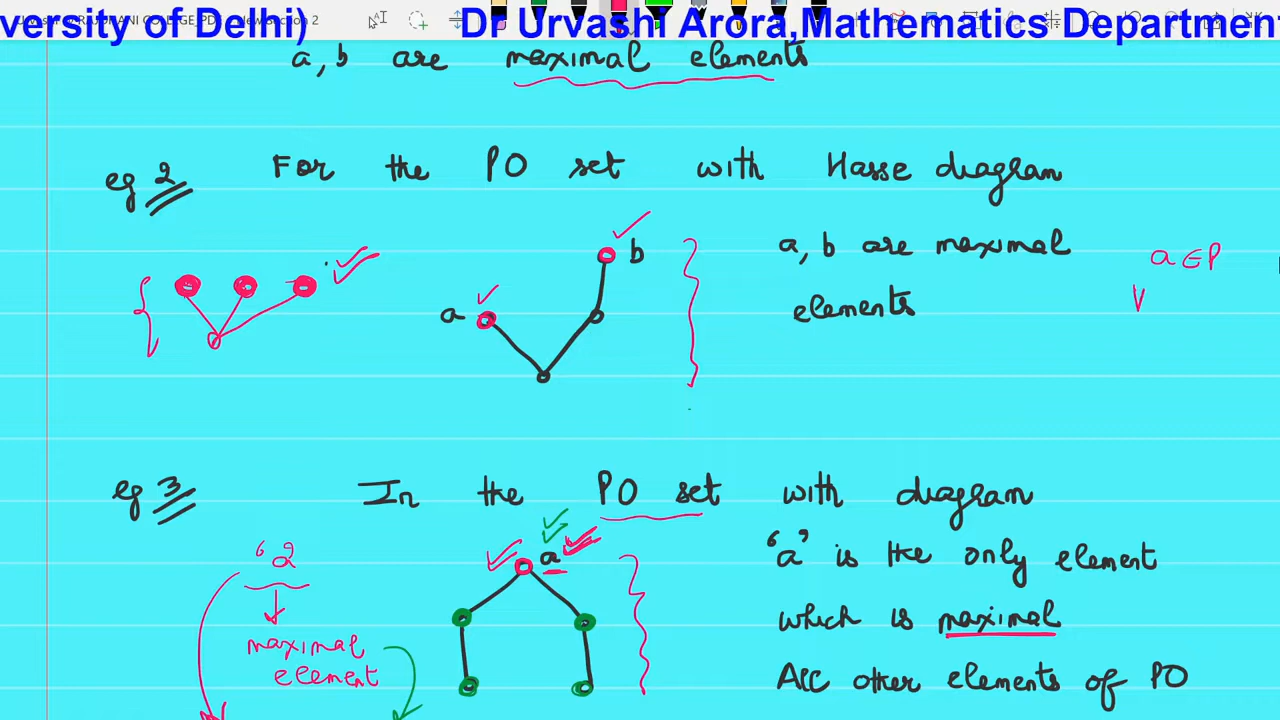 versity of Delhi)
Dr Urvashi Arora,Mathematics Departmen
a, b are maximal elements
eg 2 For the PO set with Hasse diagram
b
a
a, b are maximal
elements
a ∈ P
eg 3 In the PO set with diagram
a
'a'
maximal
element
'a' is the only element
which is maximal
All other elements of PO